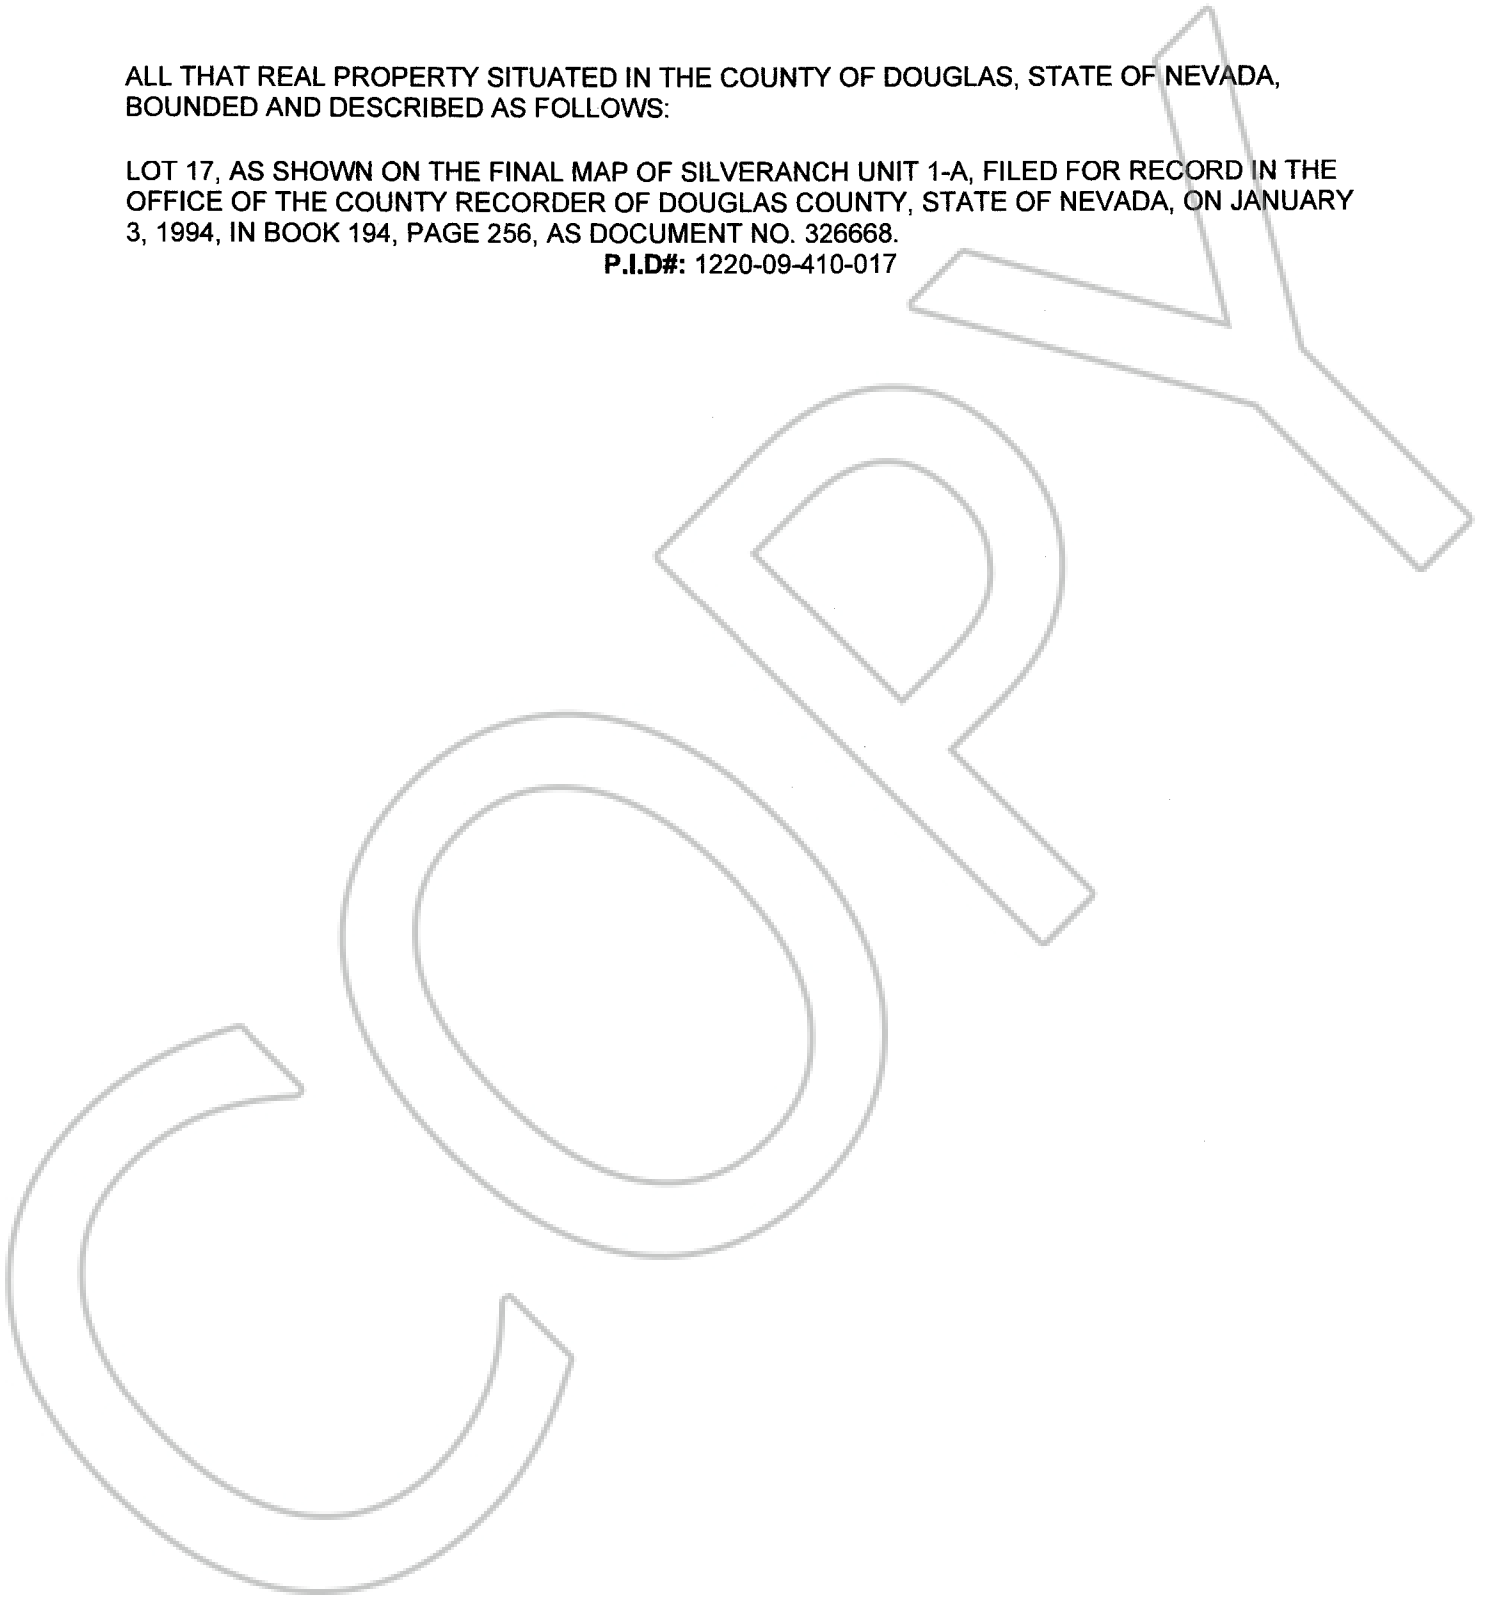 ALL THAT REAL PROPERTY SITUATED IN THE COUNTY OF DOUGLAS, STATE OF NEVADA,
BOUNDED AND DESCRIBED AS FOLLOWS:
LOT 17, AS SHOWN ON THE FINAL MAP OF SILVERANCH UNIT 1-A, FILED FOR RECORD IN THE
OFFICE OF THE COUNTY RECORDER OF DOUGLAS COUNTY, STATE OF NEVADA, ON JANUARY
3, 1994, IN BOOK 194, PAGE 256, AS DOCUMENT NO. 326668.
P.I.D#: 1220-09-410-017
COPY